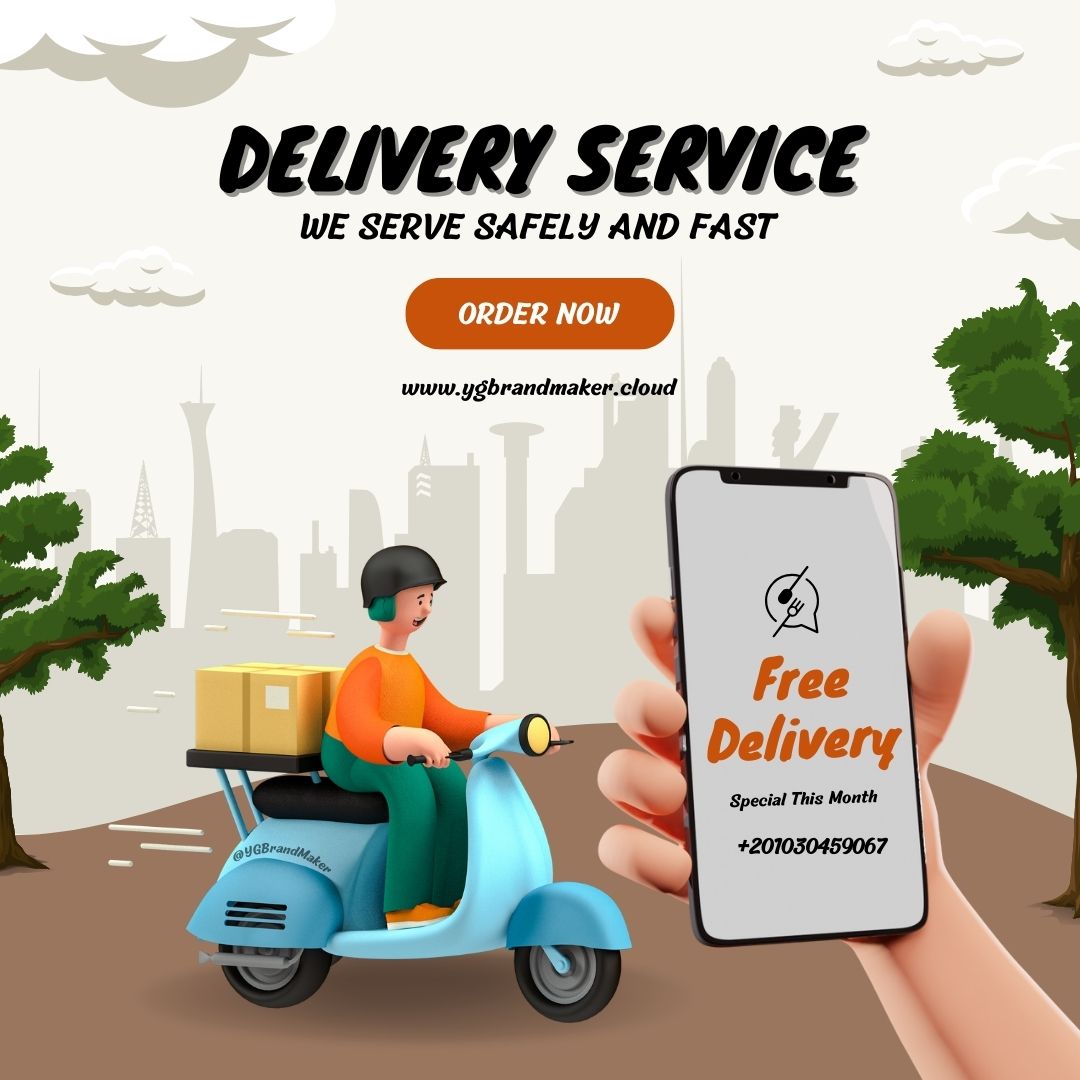 DELIVERY SERVICE
WE SERVE SAFELY AND FAST
ORDER NOW
www.ygbrandmaker.cloud
Free
Delivery
Special This Month
+201030459067
@YGBrandMaker